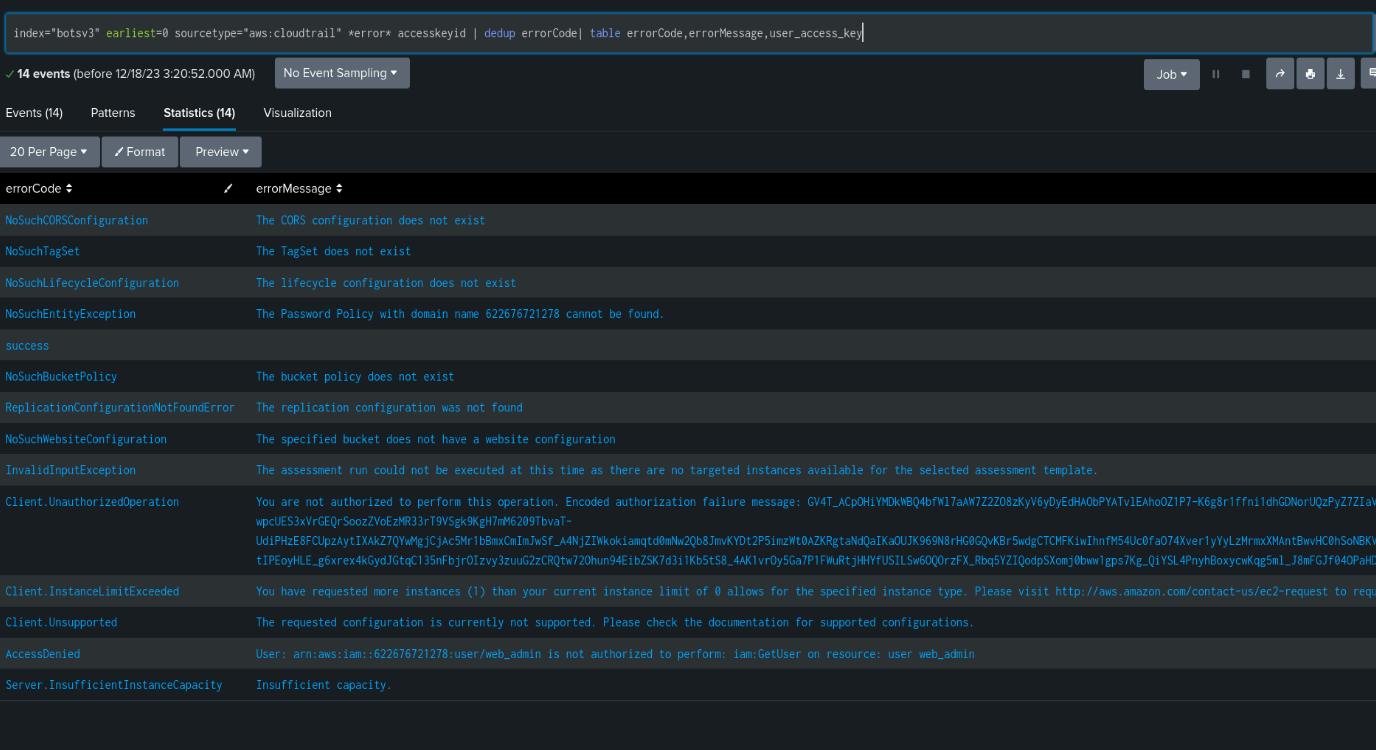 index="botsv3" earliest=0 sourcetype="aws:cloudtrail" *error* accesskeyid | dedup errorCode| table errorCode,errorMessage,user_access_key
14 events (before 12/18/23 3:20:52.000 AM)
No Event Sampling
Job
Events (14)
Patterns
Statistics (14)
Visualization
20 Per Page
Format
Preview
errorCode
errorMessage
NoSuchCORSConfiguration
The CORS configuration does not exist
NoSuchTagSet
The TagSet does not exist
NoSuchLifecycleConfiguration
The lifecycle configuration does not exist
NoSuchEntityException
The Password Policy with domain name 622676721278 cannot be found.
success
NoSuchBucketPolicy
The bucket policy does not exist
ReplicationConfigurationNotFoundError
The replication configuration was not found
NoSuchWebsiteConfiguration
The specified bucket does not have a website configuration
InvalidInputException
The assessment run could not be executed at this time as there are no targeted instances available for the selected assessment template.
Client.UnauthorizedOperation
You are not authorized to perform this operation. Encoded authorization failure message:
Client.InstanceLimitExceeded
You have requested more instances (1) than your current instance limit of 0 allows for the specified instance type. Please visit http://aws.amazon.com/contact-us/ec2-request to requ
Client.Unsupported
The requested configuration is currently not supported. Please check the documentation for supported configurations.
AccessDenied
User: arn:aws:iam::622676721278:user/web_admin is not authorized to perform: iam:GetUser on resource: user web_admin
Server.InsufficientInstanceCapacity
Insufficient capacity.